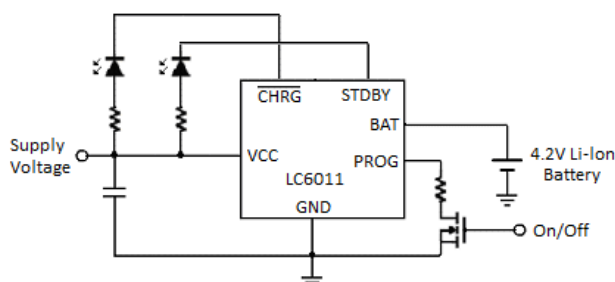 CHRG
STDBY
BAT
Supply
Voltage
VCC
PROG
4.2V Li-Ion
Battery
LC6011
GND
On/Off